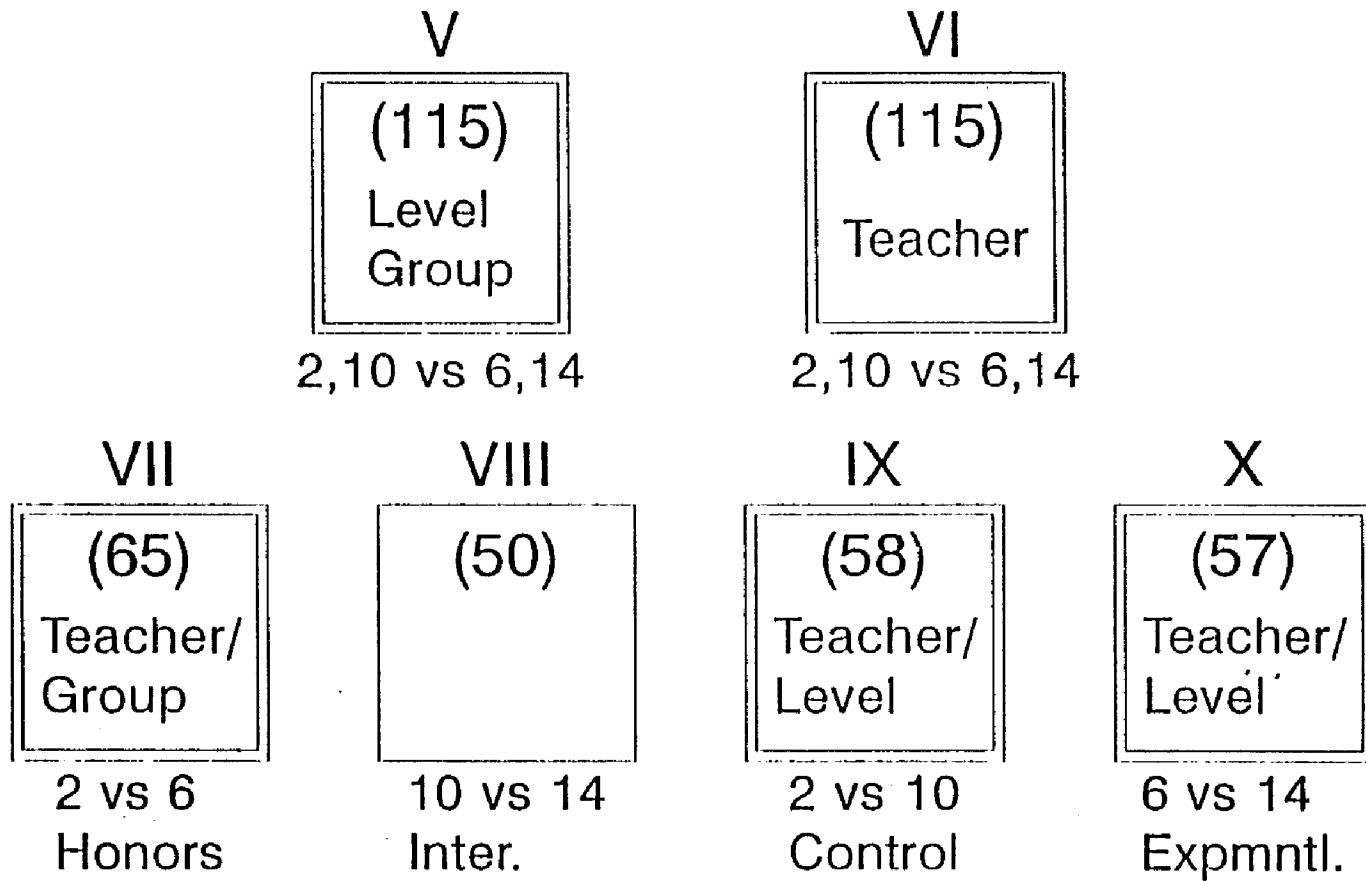 V
(115)
Level
Group
2,10 vs 6,14
VI
(115)
Teacher
2,10 vs 6,14
VII
(65)
Teacher/
Group
2 vs 6
Honors
VIII
(50)
10 vs 14
Inter.
IX
(58)
Teacher/
Level
2 vs 10
Control
X
(57)
Teacher/
Level
6 vs 14
Expmntl.